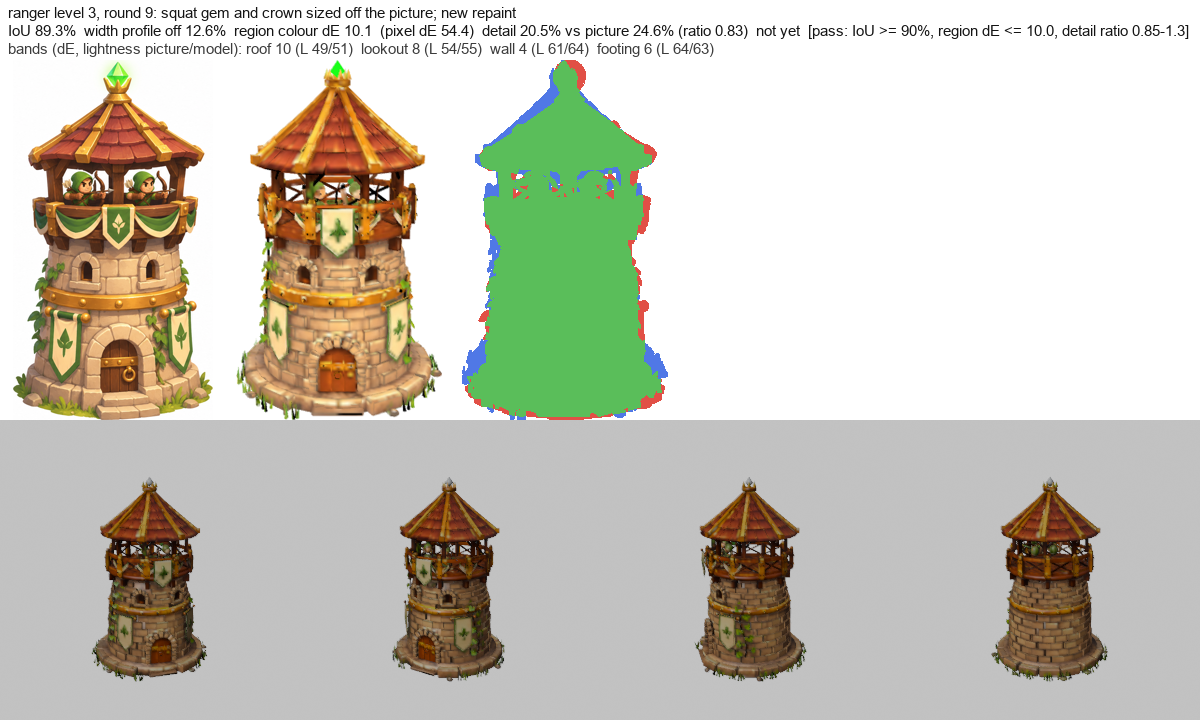 ranger level 3, round 9: squat gem and crown sized off the picture; new repaint
IoU 89.3%  width profile off 12.6%  region colour dE 10.1  (pixel dE 54.4)  detail 20.5% vs picture 24.6% (ratio 0.83)  not yet  [pass: IoU >= 90%, region dE <= 10.0, detail ratio 0.85-1.3]
bands (dE, lightness picture/model): roof 10 (L 49/51)  lookout 8 (L 54/55)  wall 4 (L 61/64)  footing 6 (L 64/63)